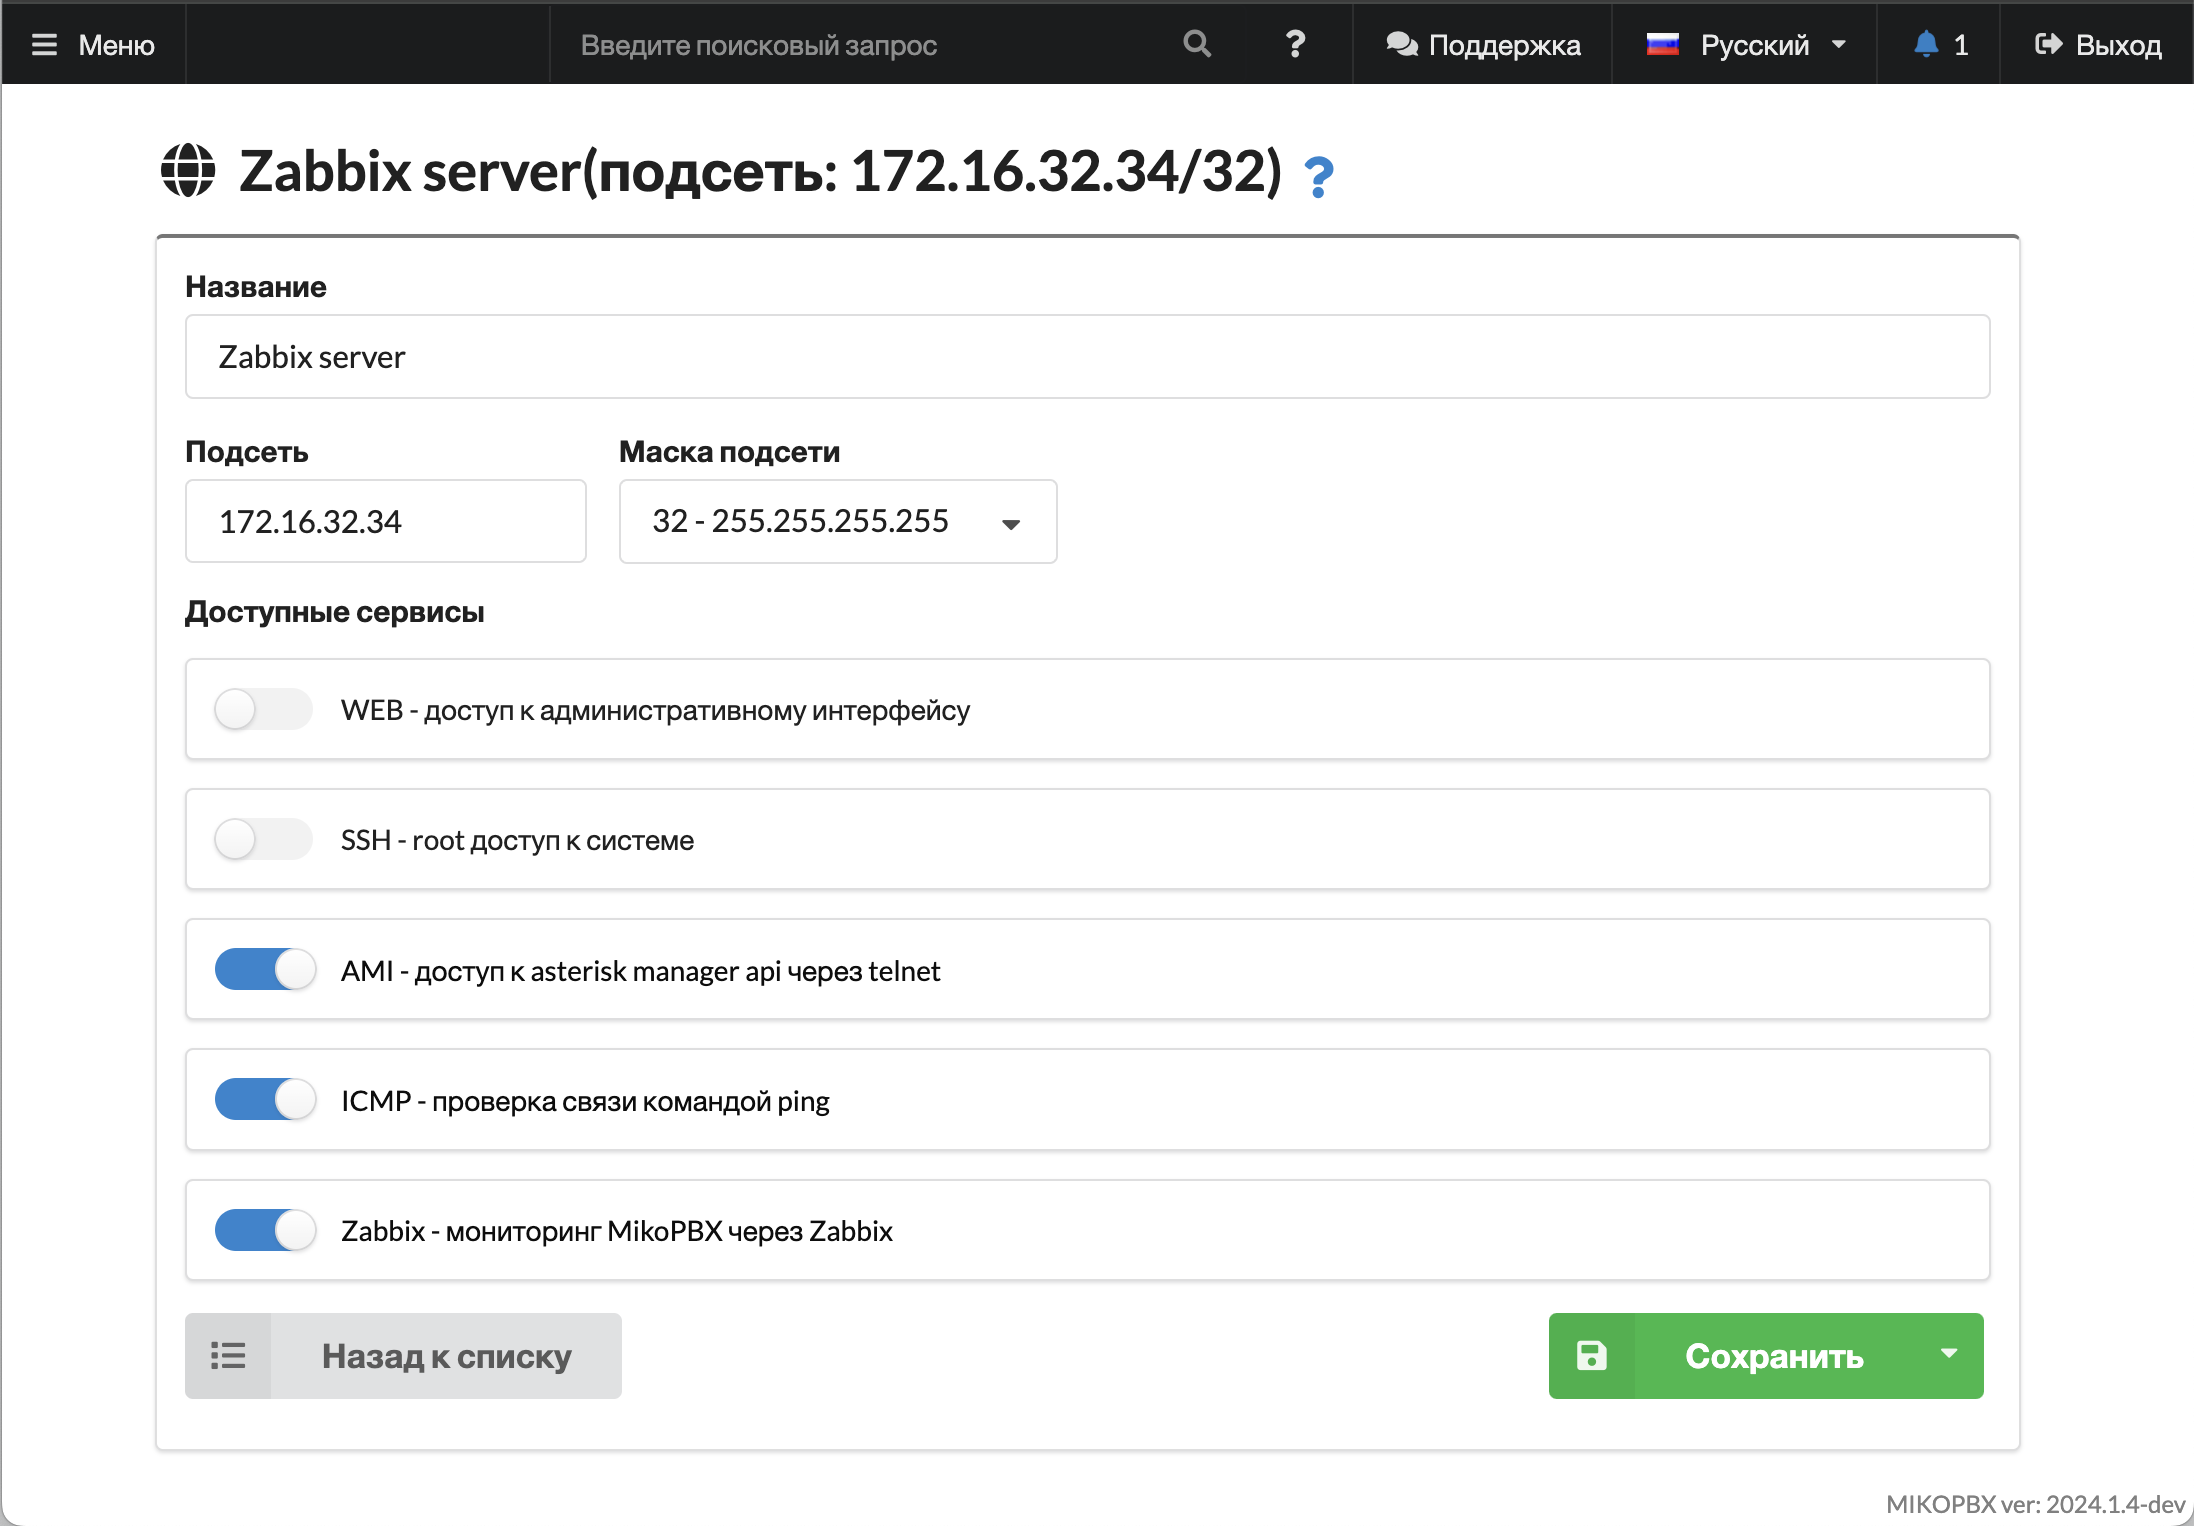 Меню
Введите поисковый запрос
?
Поддержка
Русский
1
Выход
Zabbix server(подсеть: 172.16.32.34/32) ?
Название
Zabbix server
Подсеть
Маска подсети
172.16.32.34
32 - 255.255.255.255
Доступные сервисы
WEB - доступ к административному интерфейсу
SSH - root доступ к системе
AMI - доступ к asterisk manager api через telnet
ICMP - проверка связи командой ping
Zabbix - мониторинг MikoPBX через Zabbix
Назад к списку
Сохранить
MIKOPBX ver: 2024.1.4-dev